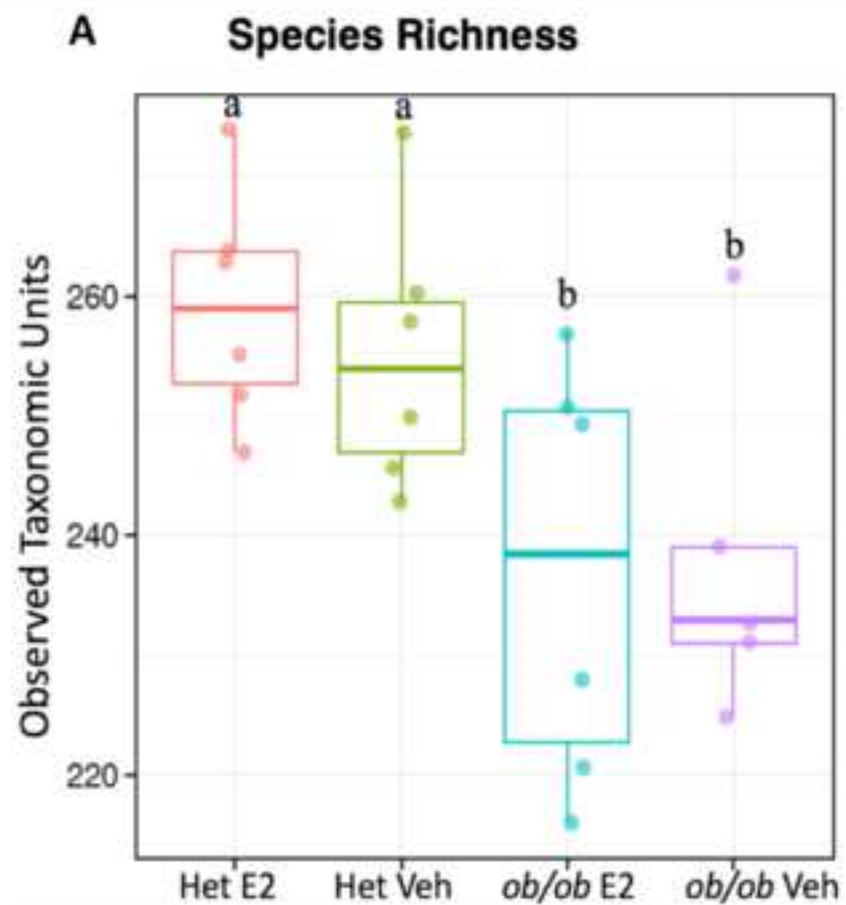 A
Species Richness
a
a
b
b
Observed Taxonomic Units
260
240
220
Het E2
Het Veh
ob/ob E2
ob/ob Veh